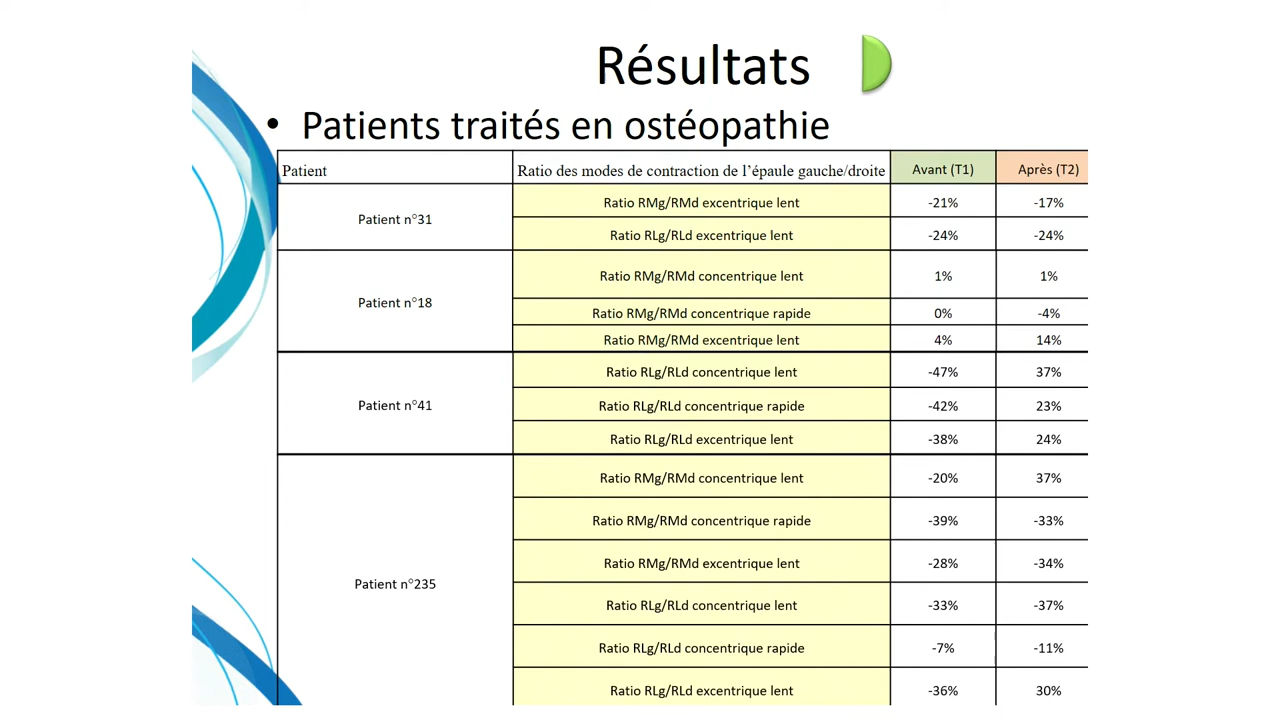 Résultats
• Patients traités en ostéopathie
Patient Ratio des modes de contraction de l’épaule gauche/droite Avant (T1) Après (T2)
Patient n°31
Ratio RMg/RMd excentrique lent -21% -17%
Ratio RLg/RLd excentrique lent -24% -24%
Patient n°18
Ratio RMg/RMd concentrique lent 1% 1%
Ratio RMg/RMd concentrique rapide 0% -4%
Ratio RMg/RMd excentrique lent 4% 14%
Patient n°41
Ratio RLg/RLd concentrique lent -47% 37%
Ratio RLg/RLd concentrique rapide -42% 23%
Ratio RLg/RLd excentrique lent -38% 24%
Patient n°235
Ratio RMg/RMd concentrique lent -20% 37%
Ratio RMg/RMd concentrique rapide -39% -33%
Ratio RMg/RMd excentrique lent -28% -34%
Ratio RLg/RLd concentrique lent -33% -37%
Ratio RLg/RLd concentrique rapide -7% -11%
Ratio RLg/RLd excentrique lent -36% 30%